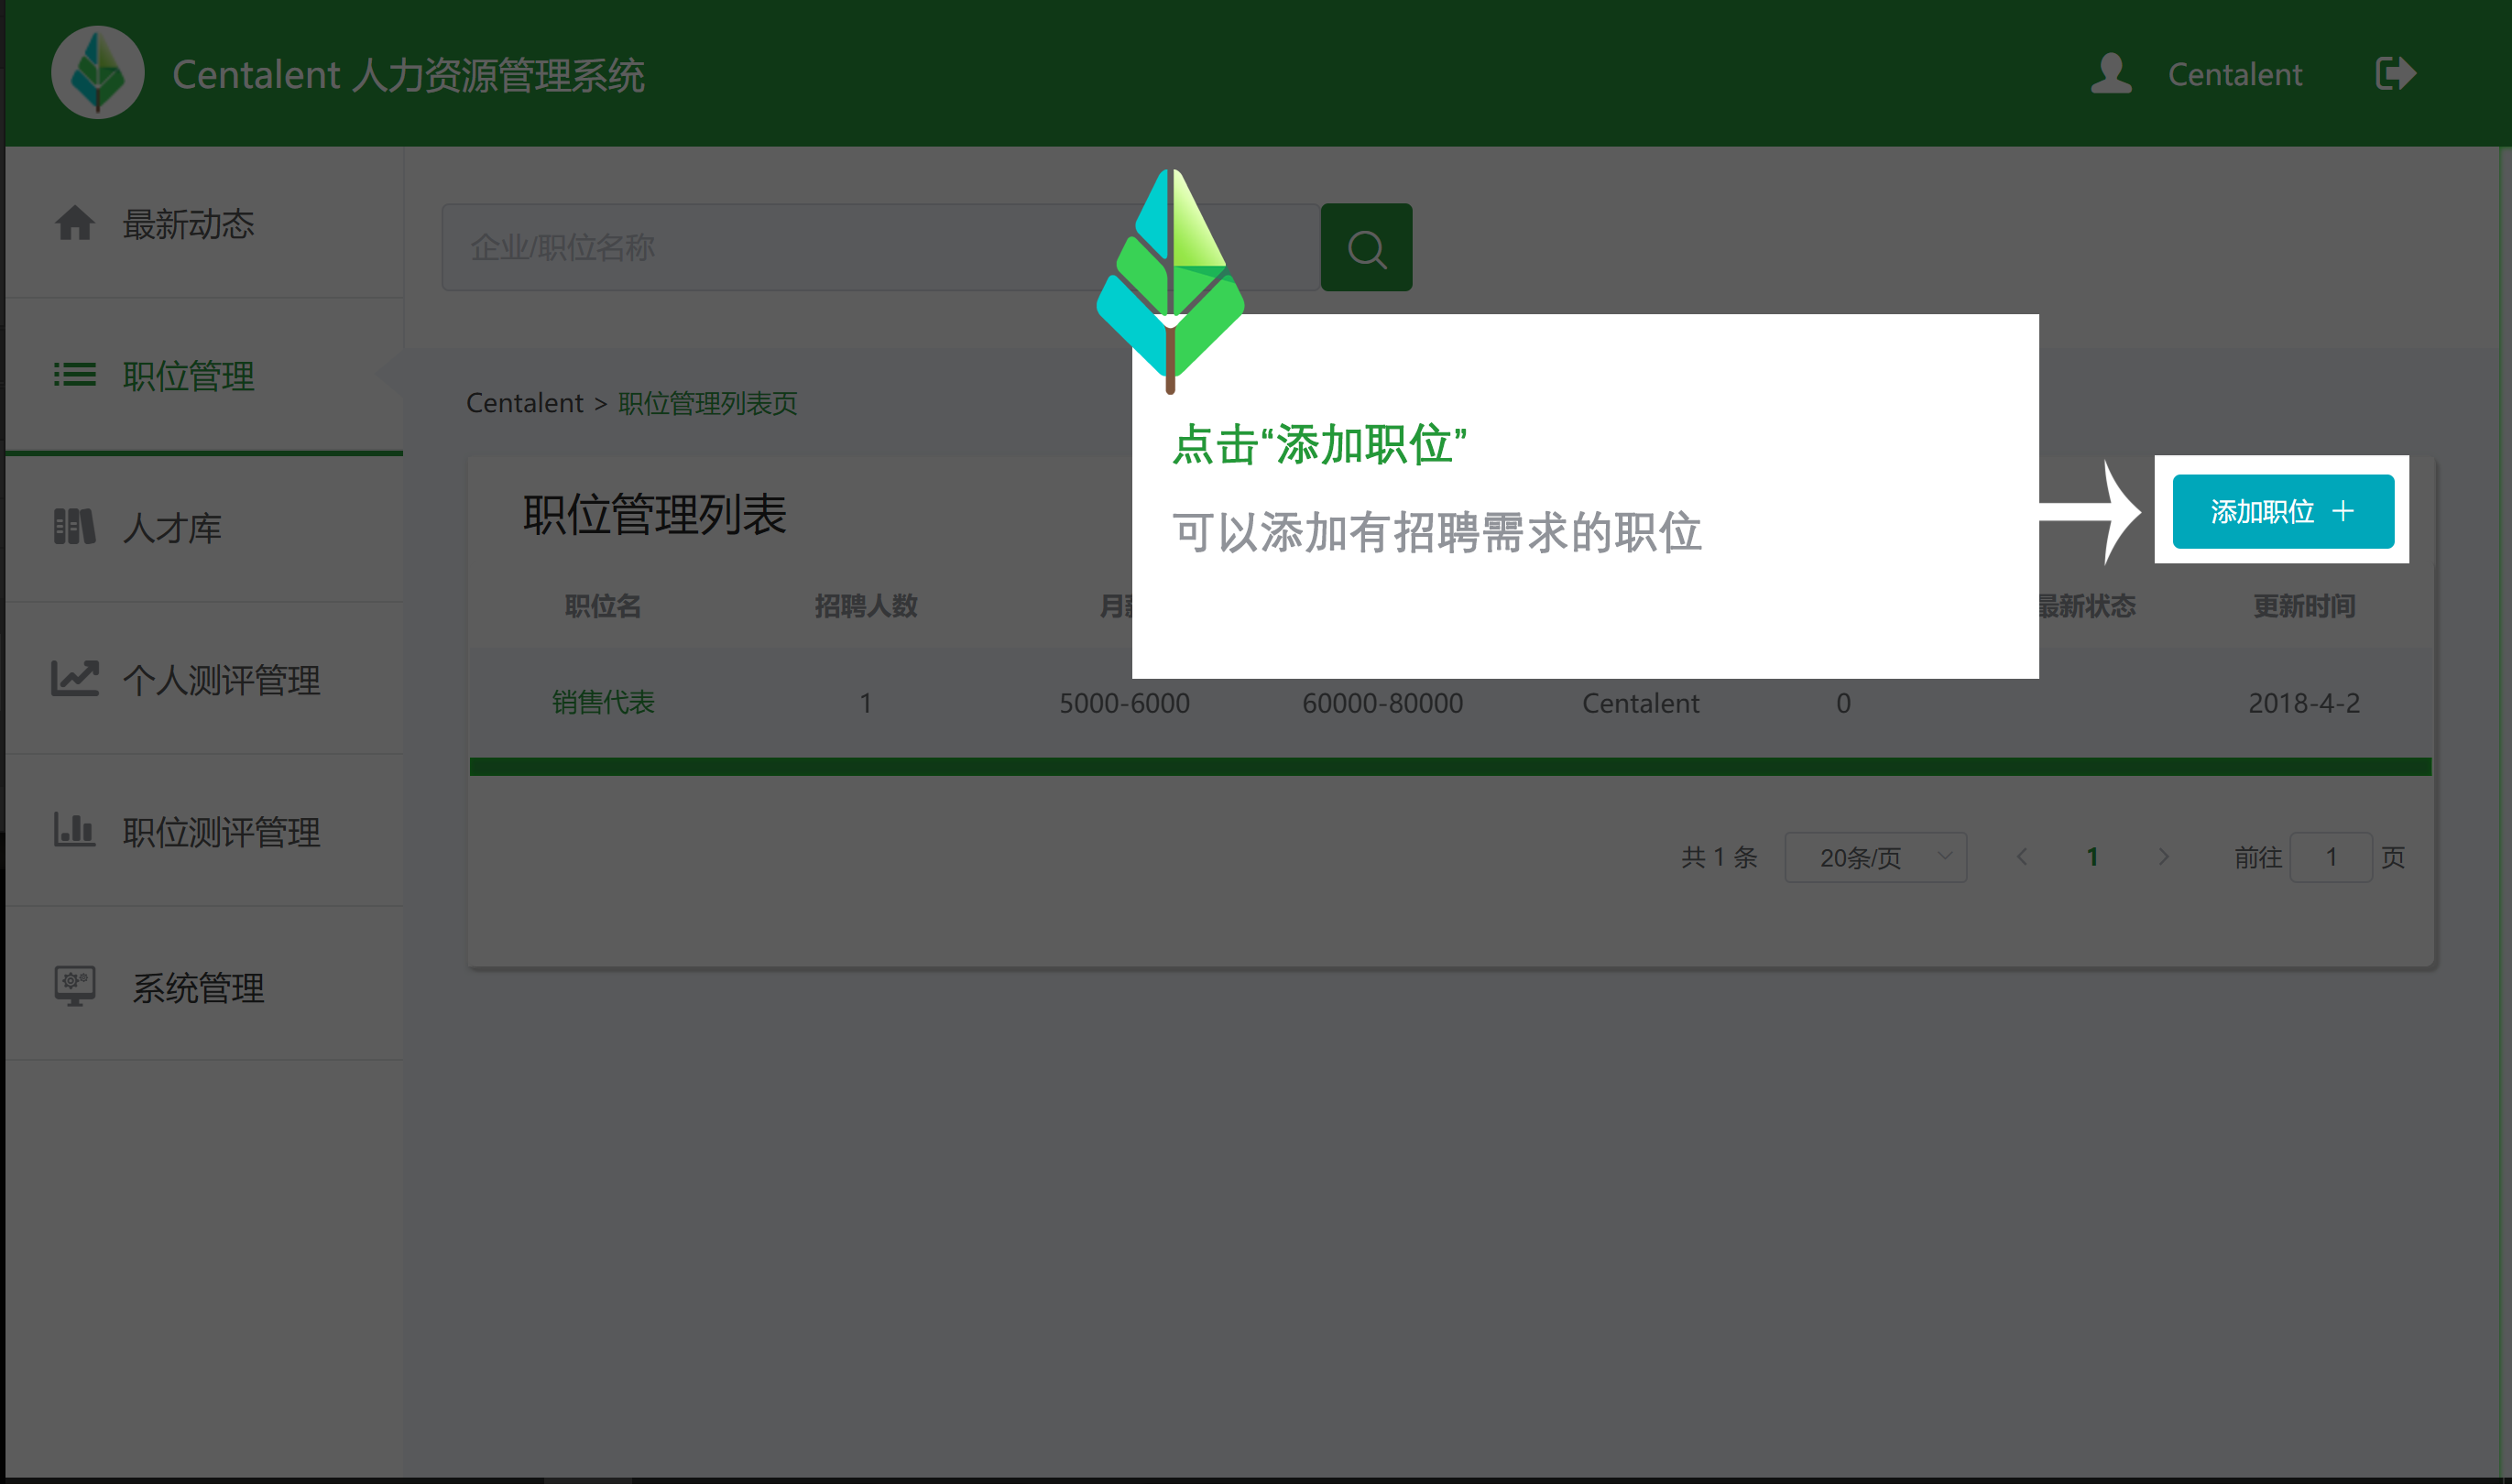 Centalent 人力资源管理系统
Centalent
最新动态
职位管理
人才库
个人测评管理
职位测评管理
系统管理
企业/职位名称
Centalent > 职位管理列表页
点击“添加职位”
可以添加有招聘需求的职位
添加职位 +
职位管理列表
职位名 招聘人数 月 最新状态 更新时间
销售代表 1 5000-6000 60000-80000 Centalent 0 2018-4-2
共 1 条 20条/页 < 1 > 前往 1 页